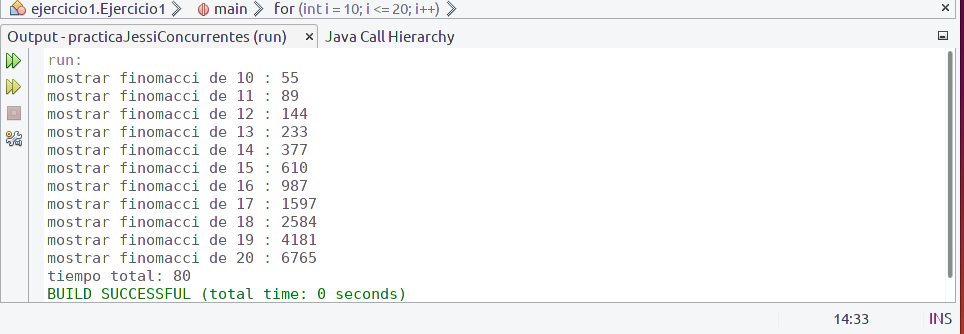 ejercicio1.Ejercicio1 main for (int i = 10; i <= 20; i++)
Output - practicaJessiConcurrentes (run) Java Call Hierarchy
run:
mostrar finomacci de 10 : 55
mostrar finomacci de 11 : 89
mostrar finomacci de 12 : 144
mostrar finomacci de 13 : 233
mostrar finomacci de 14 : 377
mostrar finomacci de 15 : 610
mostrar finomacci de 16 : 987
mostrar finomacci de 17 : 1597
mostrar finomacci de 18 : 2584
mostrar finomacci de 19 : 4181
mostrar finomacci de 20 : 6765
tiempo total: 80
BUILD SUCCESSFUL (total time: 0 seconds)
14:33 INS